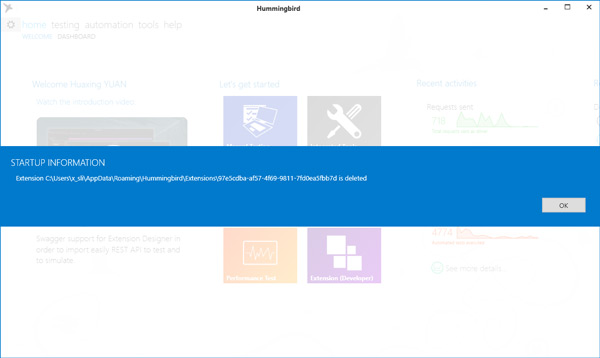 Hummingbird
home testing automation tools help
WELCOME DASHBOARD
Welcome Huaxing YUAN
Let's get started
Recent activities
Watch the introduction video
Requests sent
STARTUP INFORMATION
Extension C:\Users\x_sli\AppData\Roaming\Hummingbird\Extensions\97e5cdba-af57-4f69-9811-7fd0ea5fbb7d is deleted
OK
Swagger support for Extension Designer in
order to import easily REST API to test and
to simulate
Performance Test
Extension (Developer)
4774
See more details...